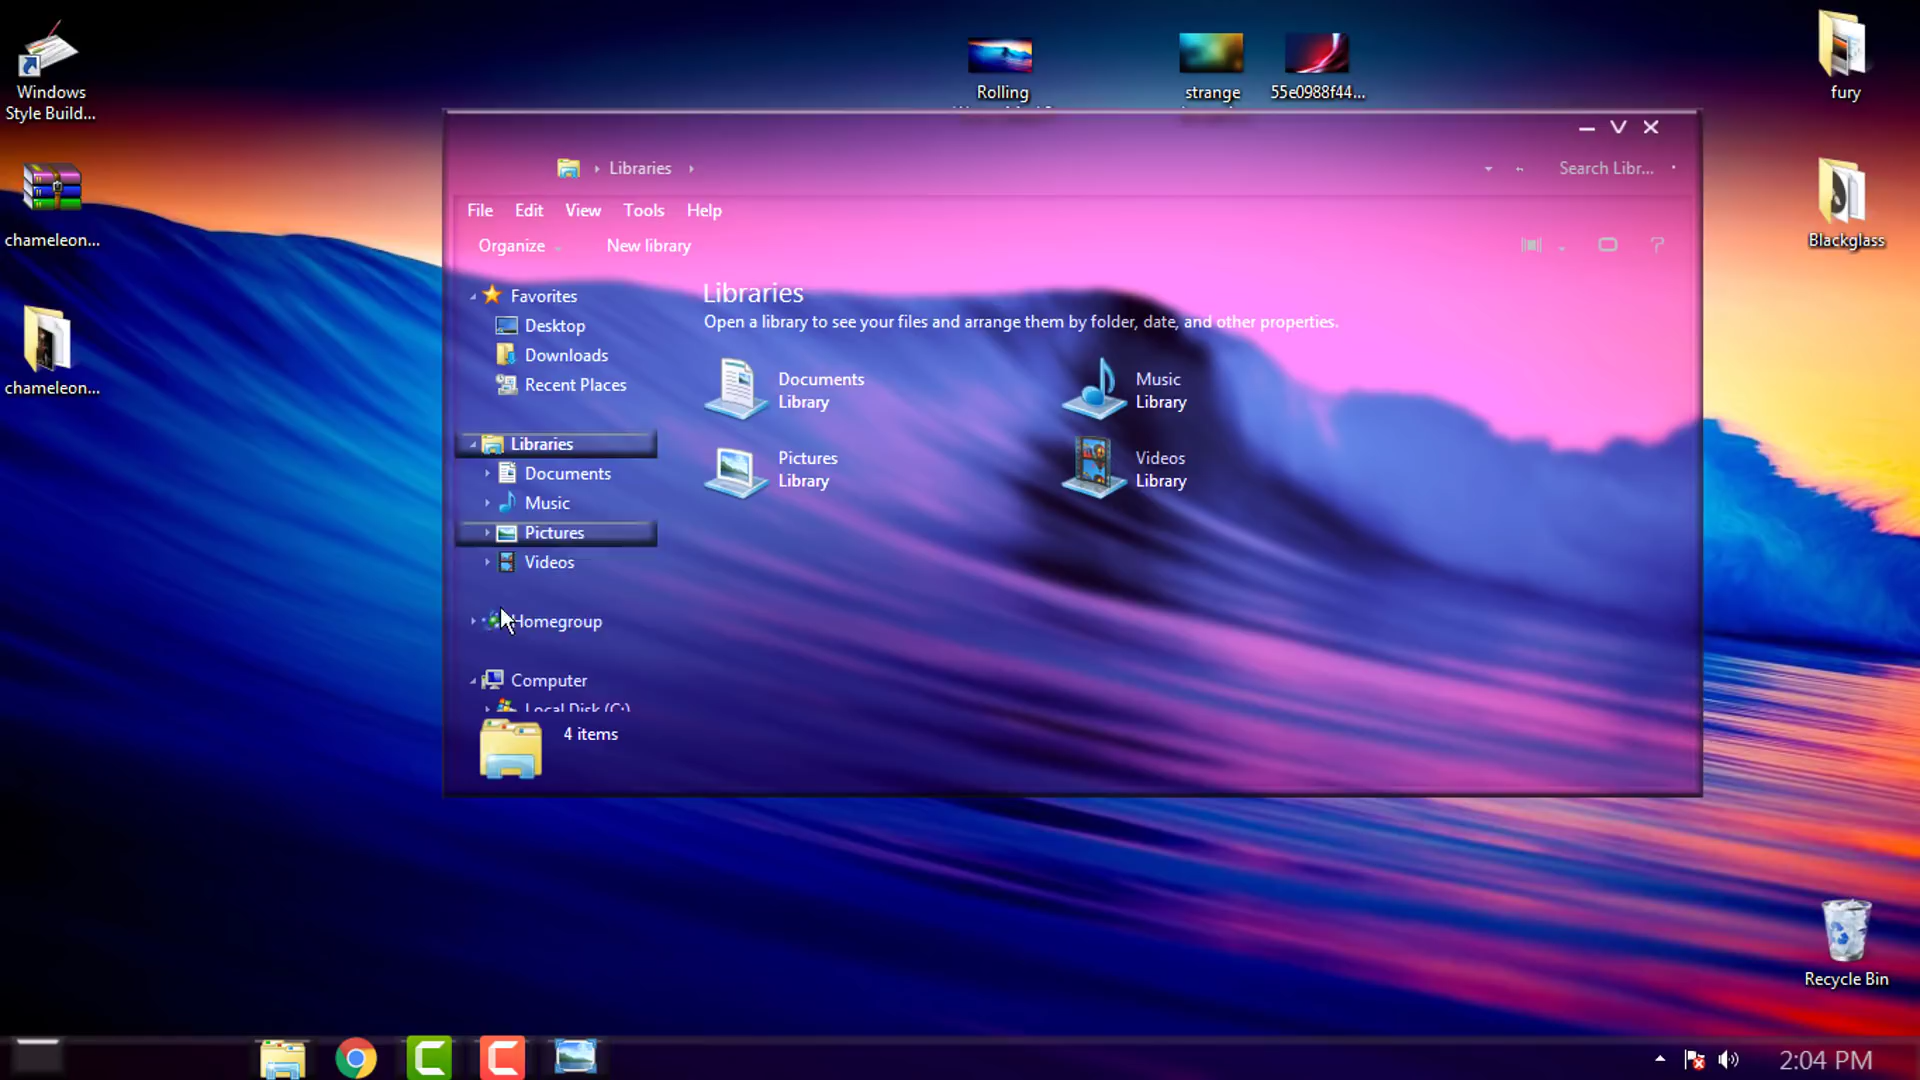 Windows
Style Build...
chameleon...
chameleon...
Rolling
strange
55e0988f44...
fury
Blackglass
Recycle Bin
Libraries
Search Libr...
File Edit View Tools Help
Organize New library
Favorites
Desktop
Downloads
Recent Places
Libraries
Documents
Music
Pictures
Videos
Homegroup
Computer
Local Disk (C:)
Libraries
Open a library to see your files and arrange them by folder, date, and other properties.
Documents
Library
Music
Library
Pictures
Library
Videos
Library
4 items
2:04 PM